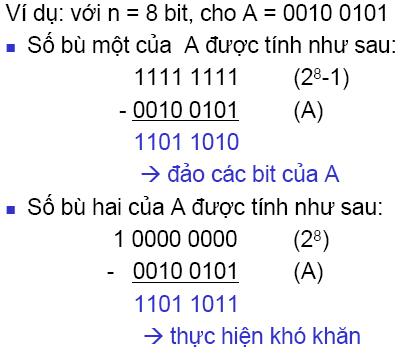 Ví dụ: với n = 8 bit, cho A = 0010 0101
▪ Số bù một của A được tính như sau:
1111 1111 (2⁸-1)
- 0010 0101 (A)
1101 1010
→ đảo các bit của A
▪ Số bù hai của A được tính như sau:
1 0000 0000 (2⁸)
- 0010 0101 (A)
1101 1011
→ thực hiện khó khăn